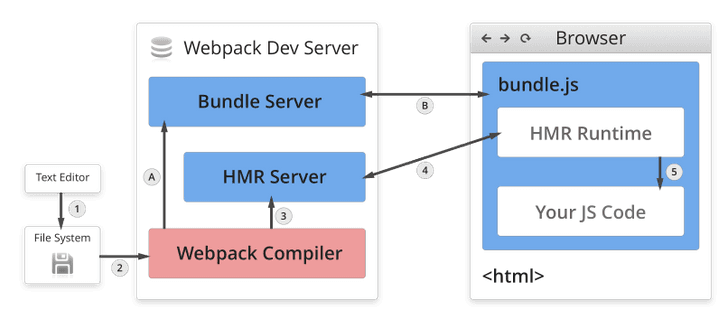 Webpack Dev Server
Bundle Server
A
HMR Server
3
Webpack Compiler
Text Editor
1
File System
2
B
4
Browser
bundle.js
HMR Runtime
5
Your JS Code
<html>